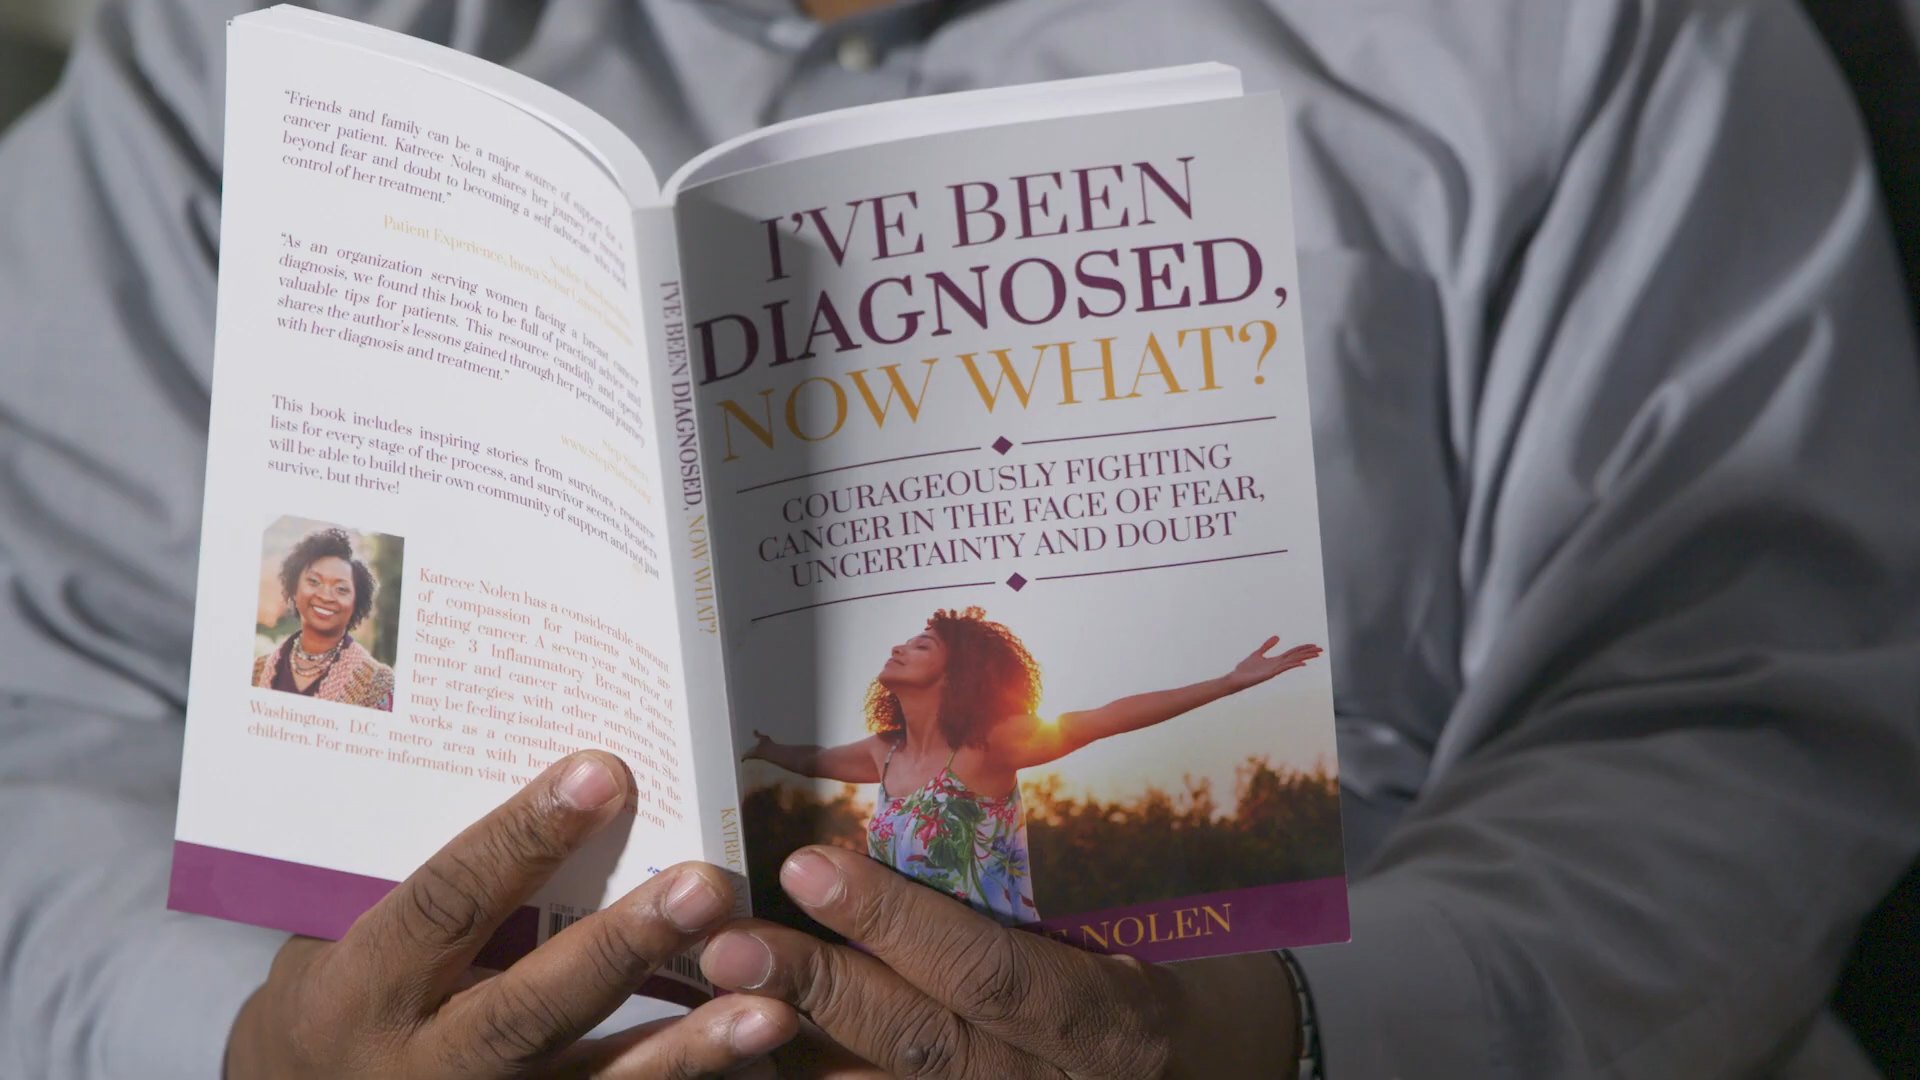 “Friends and family can be a major source of support for a
cancer patient. Katrece Nolen shares her journey of moving
beyond fear and doubt to becoming a self advocate who took
control of her treatment.”
Patient Experience, Inova Schar Cancer Institute
“As an organization serving women facing a breast cancer
diagnosis, we found this book to be full of practical advice and
valuable tips for patients. This resource candidly and openly
shares the author’s lessons gained through her personal journey
with her diagnosis and treatment.”
This book includes inspiring stories from survivors, resource
lists for every stage of the process, and survivor secrets. Readers
will be able to build their own community of support and not just
survive, but thrive!
Katrece Nolen has a considerable amount
of compassion for patients who are
fighting cancer. A seven-year survivor of
Stage 3 Inflammatory Breast Cancer,
mentor and cancer advocate she shares
her strategies with other survivors who
may be feeling isolated and uncertain. She
works as a consultant in the
Washington, D.C. metro area with her and three
children. For more information visit .com
ISBN
I’VE BEEN DIAGNOSED, NOW WHAT?
KATREC
I’VE BEEN
DIAGNOSED,
NOW WHAT?
COURAGEOUSLY FIGHTING
CANCER IN THE FACE OF FEAR,
UNCERTAINTY AND DOUBT
NOLEN